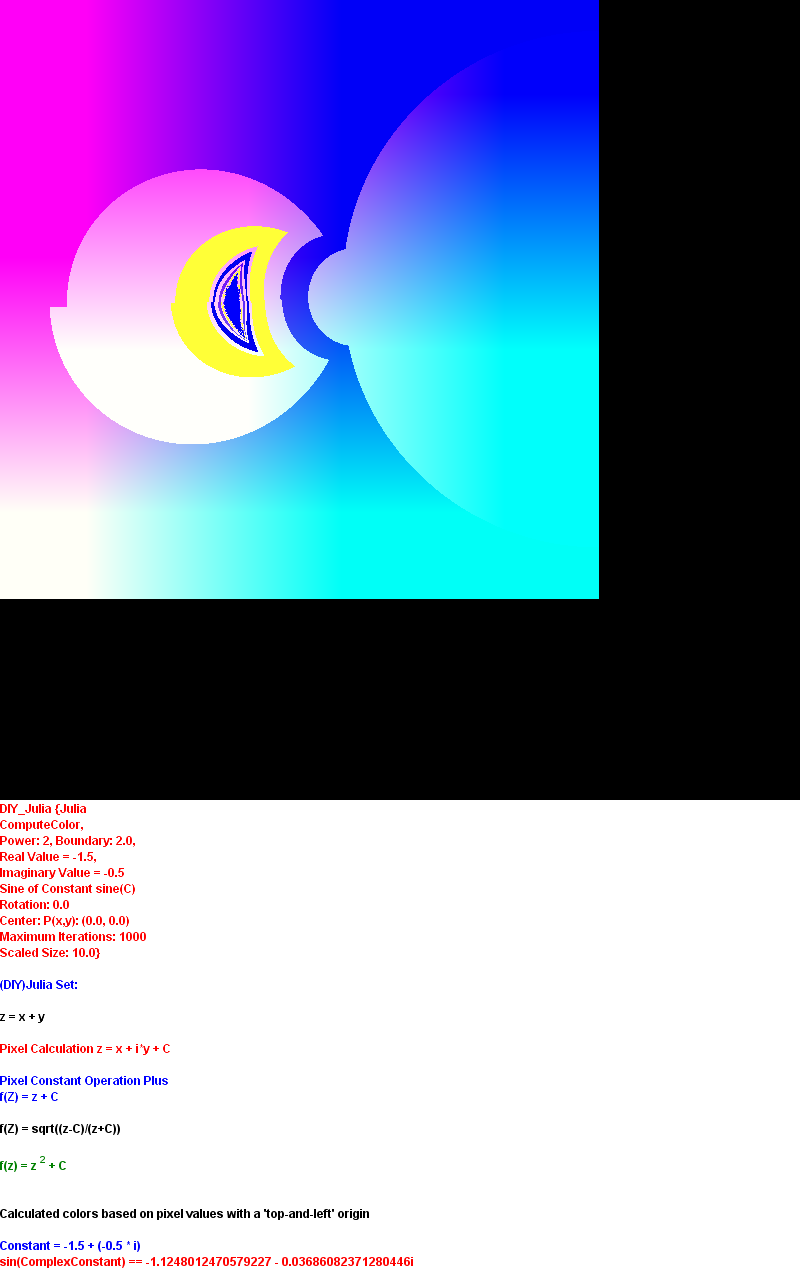 DIY_Julia {Julia
ComputeColor,
Power: 2, Boundary: 2.0,
Real Value = -1.5,
Imaginary Value = -0.5
Sine of Constant sine(C)
Rotation: 0.0
Center: P(x,y): (0.0, 0.0)
Maximum Iterations: 1000
Scaled Size: 10.0}
(DIY)Julia Set:
z = x + y
Pixel Calculation z = x + i*y + C
Pixel Constant Operation Plus
f(Z) = z + C
f(Z) = sqrt((z-C)/(z+C))
f(z) = z 2 + C
Calculated colors based on pixel values with a 'top-and-left' origin
Constant = -1.5 + (-0.5 * i)
sin(ComplexConstant) == -1.1248012470579227 - 0.03686082371280446i